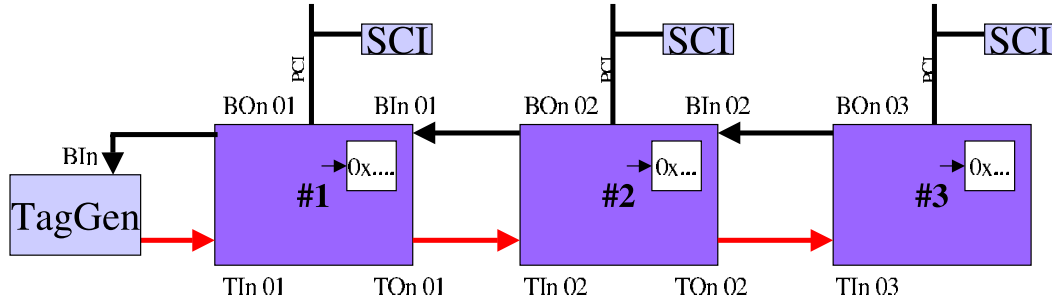 SCI SCI SCI
PCI PCI PCI
BOn 01 BIn 01 BOn 02 BIn 02 BOn 03
BIn
0x.... 0x... 0x...
#1 #2 #3
TagGen
TIn 01 TOn 01 TIn 02 TOn 02 TIn 03